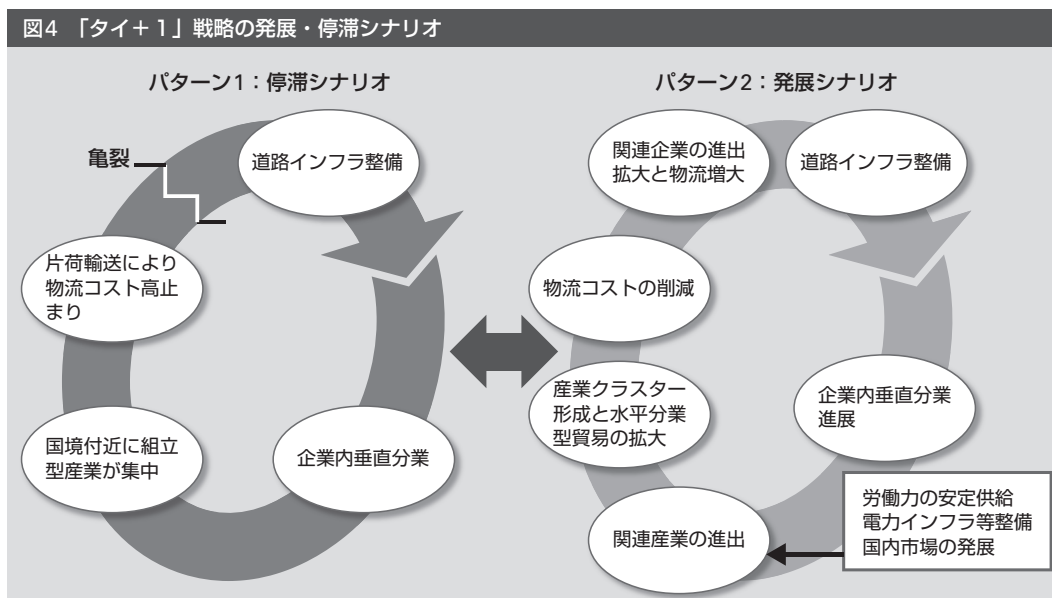 図4 「タイ+1」戦略の発展・停滞シナリオ
パターン1:停滞シナリオ
亀裂
道路インフラ整備
片荷輸送により
物流コスト高止
まり
国境付近に組立
型産業が集中
企業内垂直分業
パターン2:発展シナリオ
関連企業の進出
拡大と物流増大
道路インフラ整備
物流コストの削減
産業クラスター
形成と水平分業
型貿易の拡大
企業内垂直分業
進展
関連産業の進出
労働力の安定供給
電力インフラ等整備
国内市場の発展